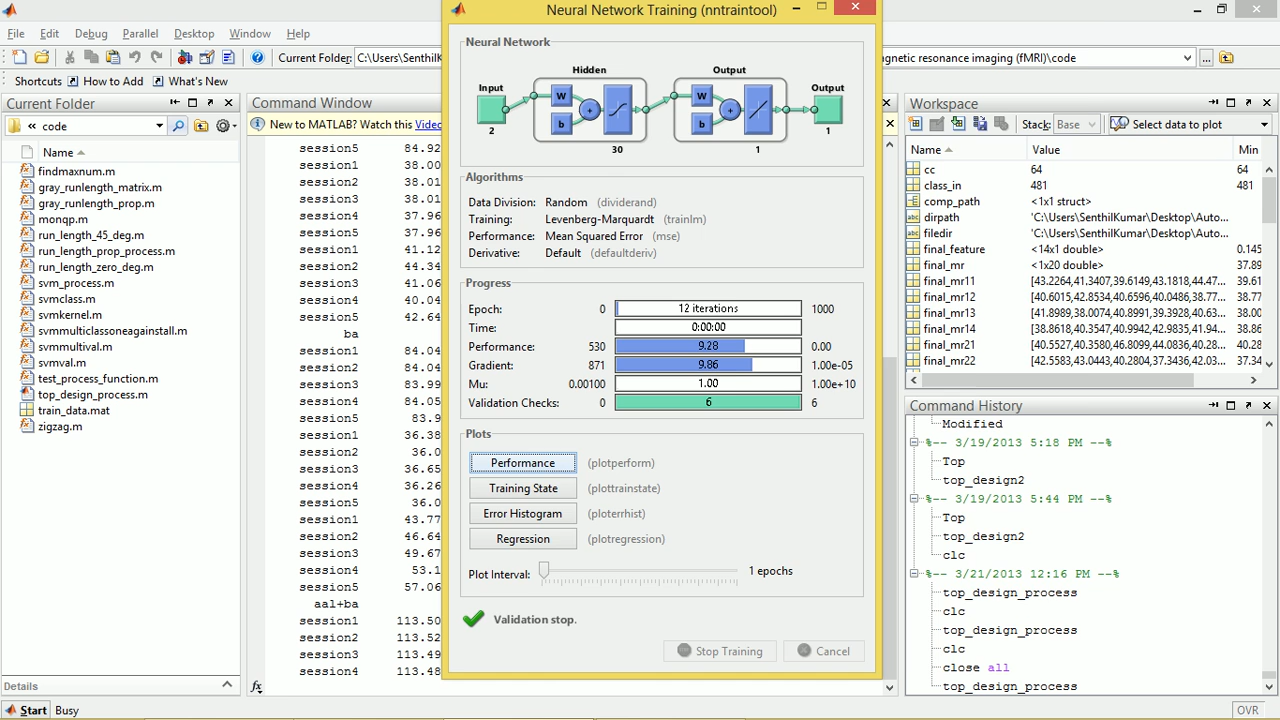 Neural Network Training (nntraintool)
File Edit Debug Parallel Desktop Window Help
Current Folder: C:\Users\SenthilK
gnetic resonance imaging (fMRI)\code
Shortcuts How to Add What's New
Current Folder
« code
Name
findmaxnum.m
gray_runlength_matrix.m
gray_runlength_prop.m
monqp.m
run_length_45_deg.m
run_length_prop_process.m
run_length_zero_deg.m
svm_process.m
svmclass.m
svmkernel.m
svmmulticlassoneagainstall.m
svmmultival.m
svmval.m
test_process_function.m
top_design_process.m
train_data.mat
zigzag.m
Details
Command Window
New to MATLAB? Watch this Video
session5 84.92
session1 38.00
session2 38.01
session3 38.01
session4 37.96
session5 37.96
session1 41.12
session2 44.34
session3 41.06
session4 40.04
session5 42.64
ba
session1 84.04
session2 84.04
session3 83.99
session4 84.05
session5 83.9
session1 36.38
session2 36.0
session3 36.65
session4 36.26
session5 36.0
session1 43.77
session2 46.64
session3 49.67
session4 53.1
session5 57.06
aal+ba
session1 113.50
session2 113.52
session3 113.49
session4 113.48
fx
Neural Network
Hidden
Output
Input
Output
W
b
+
W
b
+
2
1
30
1
Algorithms
Data Division: Random (dividerand)
Training: Levenberg-Marquardt (trainlm)
Performance: Mean Squared Error (mse)
Derivative: Default (defaultderiv)
Progress
Epoch: 0 12 iterations 1000
Time: 0:00:00
Performance: 530 9.28 0.00
Gradient: 871 9.86 1.00e-05
Mu: 0.00100 1.00 1.00e+10
Validation Checks: 0 6 6
Plots
Performance (plotperform)
Training State (plottrainstate)
Error Histogram (ploterrhist)
Regression (plotregression)
Plot Interval: 1 epochs
Validation stop.
Stop Training Cancel
Workspace
Stack: Base Select data to plot
Name Value Min
cc 64 64
class_in 481 481
comp_path <1x1 struct>
dirpath 'C:\Users\SenthilKumar\Desktop\Auto...
filedir 'C:\Users\SenthilKumar\Desktop\Auto...
final_feature <14x1 double> 0.145
final_mr <1x20 double> 37.89
final_mr11 [43.2264,41.3407,39.6149,43.1818,44.47... 39.61
final_mr12 [40.6015,42.8534,40.6596,40.0486,38.77... 38.77
final_mr13 [41.8989,38.0074,40.8991,39.3928,40.63... 38.00
final_mr14 [38.8618,40.3547,40.9942,42.9835,41.94... 38.86
final_mr21 [40.5527,40.3580,46.8099,44.0836,40.28... 40.28
final_mr22 [42.5583,43.0443,40.2804,37.3436,42.03... 37.34
Command History
Modified
%-- 3/19/2013 5:18 PM --%
Top
top_design2
%-- 3/19/2013 5:44 PM --%
Top
top_design2
clc
%-- 3/21/2013 12:16 PM --%
top_design_process
clc
top_design_process
clc
close all
top_design_process
Start Busy
OVR